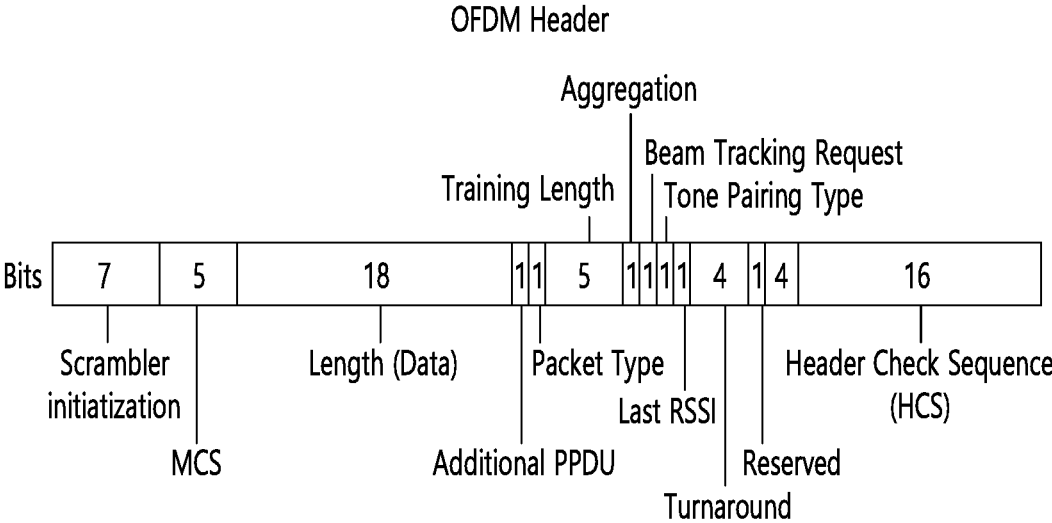 OFDM Header
Aggregation
Beam Tracking Request
Training Length
Tone Pairing Type
Bits 7 5 18 1 1 5 1 1 1 1 4 1 4 16
Scrambler
initiatization
Length (Data)
Packet Type
Header Check Sequence
(HCS)
Last RSSI
MCS
Additional PPDU
Reserved
Turnaround